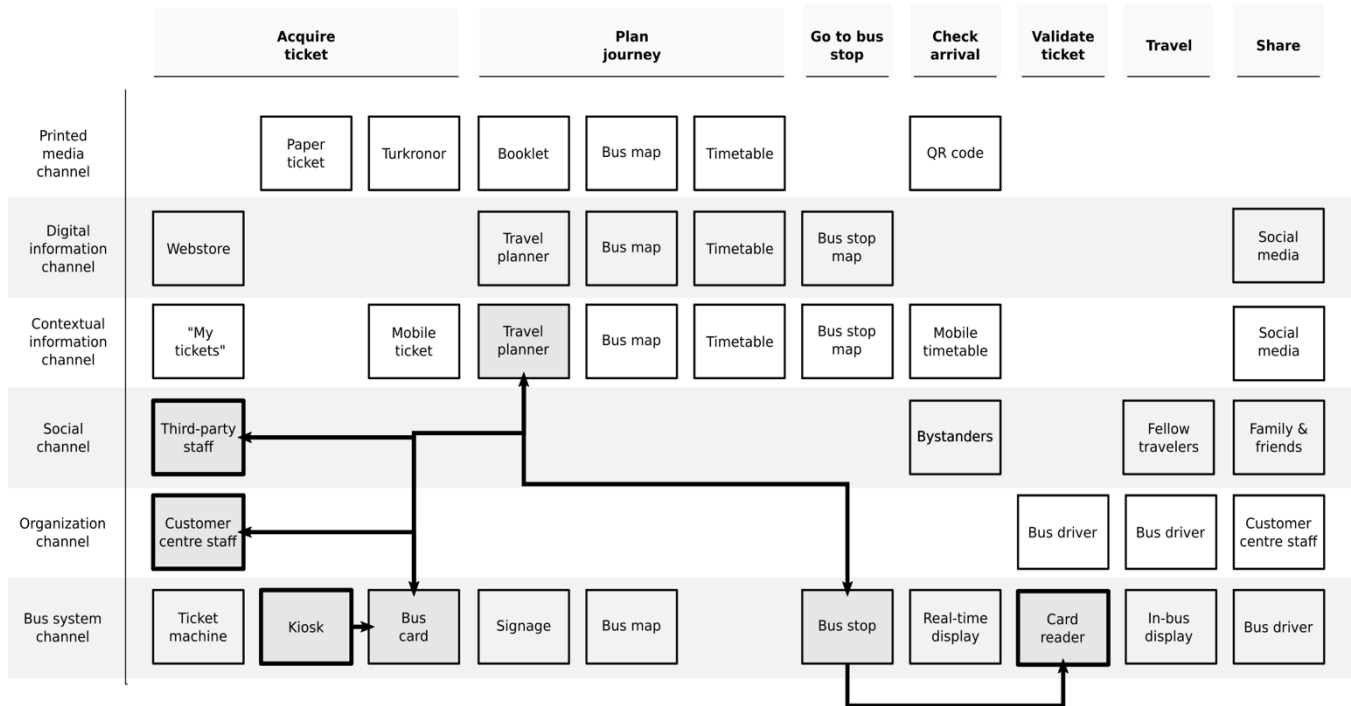 Acquire
ticket
Plan
journey
Go to bus
stop
Check
arrival
Validate
ticket
Travel
Share
Printed
media
channel
Paper
ticket
Turkronor
Booklet
Bus map
Timetable
QR code
Digital
information
channel
Webstore
Travel
planner
Bus map
Timetable
Bus stop
map
Social
media
Contextual
information
channel
"My
tickets"
Mobile
ticket
Travel
planner
Bus map
Timetable
Bus stop
map
Mobile
timetable
Social
media
Social
channel
Third-party
staff
Bystanders
Fellow
travelers
Family &
friends
Organization
channel
Customer
centre staff
Bus driver
Bus driver
Customer
centre staff
Bus system
channel
Ticket
machine
Kiosk
Bus
card
Signage
Bus map
Bus stop
Real-time
display
Card
reader
In-bus
display
Bus driver